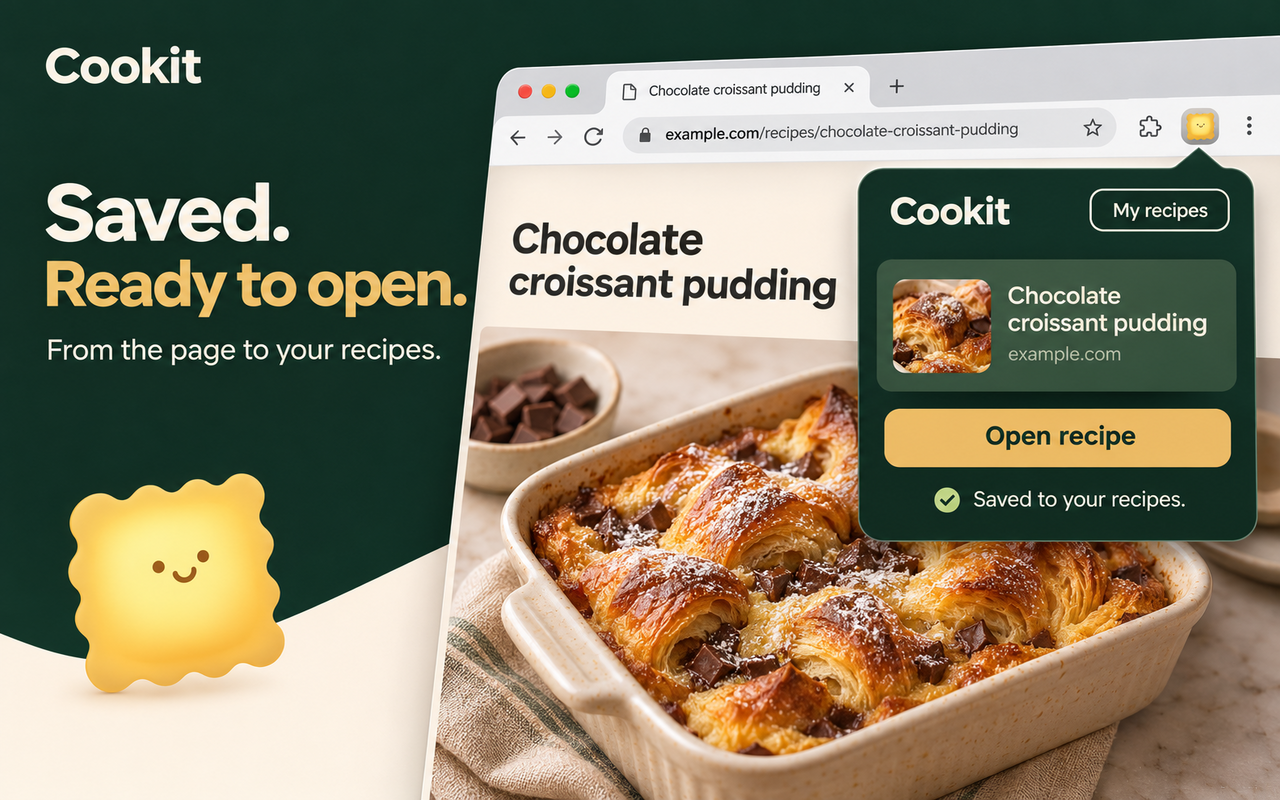 Cookit
Saved.
Ready to open.
From the page to your recipes.
Chocolate croissant pudding
example.com/recipes/chocolate-croissant-pudding
Chocolate
croissant pudding
Cookit
My recipes
Chocolate
croissant pudding
example.com
Open recipe
Saved to your recipes.